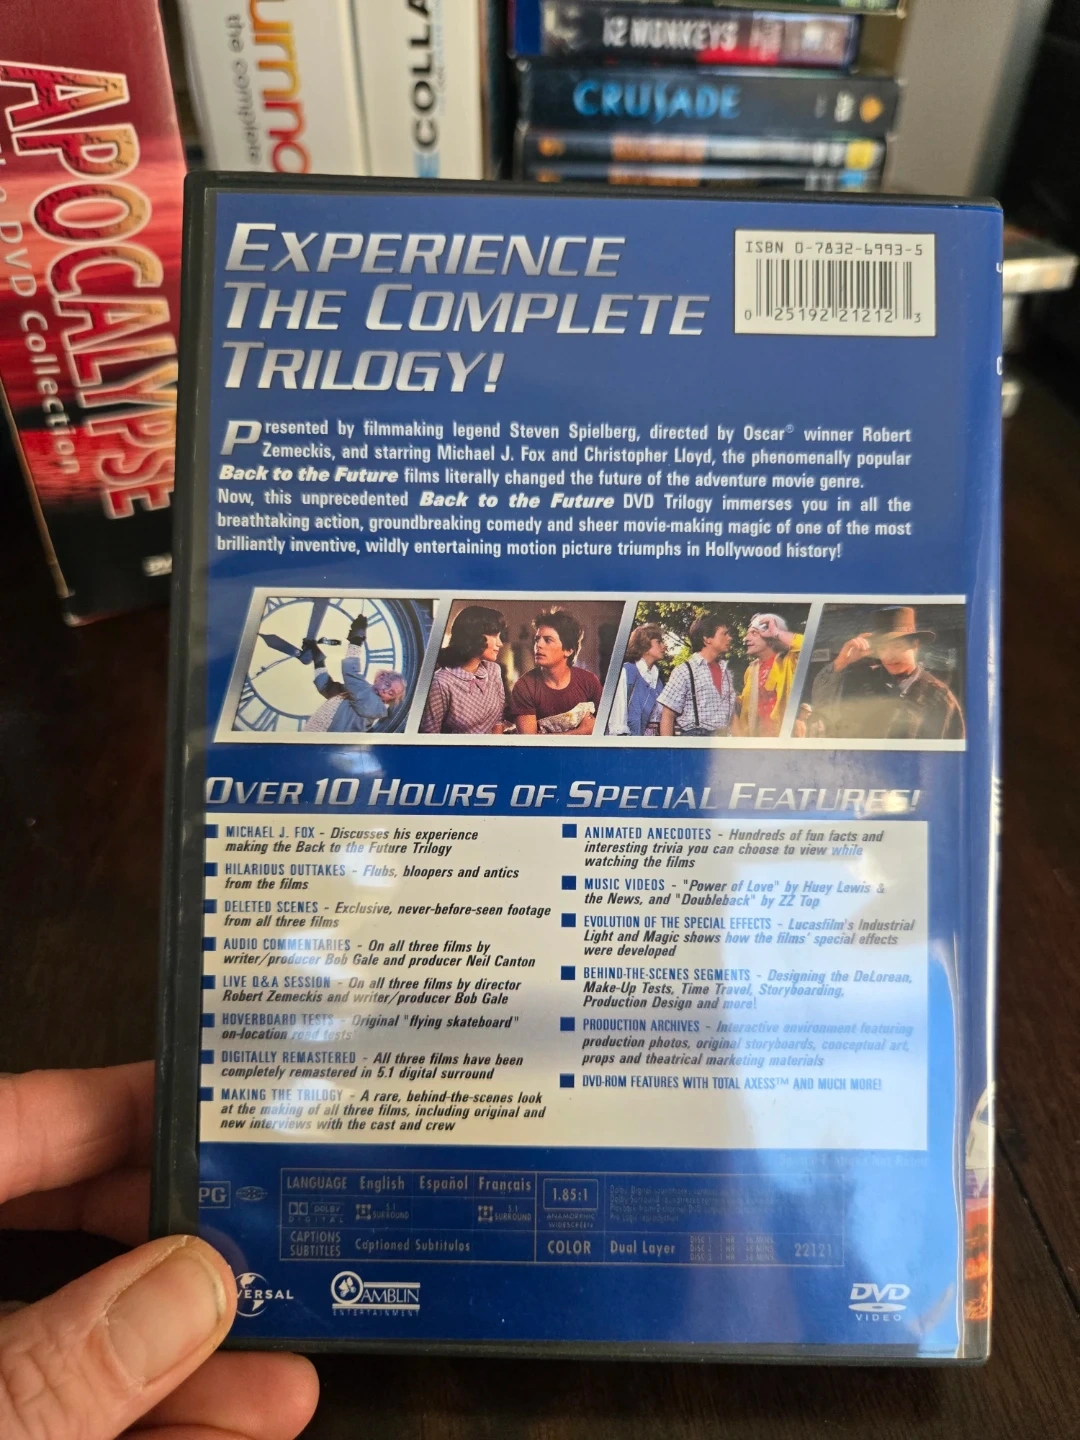 APOCALYPSE
DVD Collection
the complete
COLLA
12 MONKEYS
CRUSADE
EXPERIENCE
THE COMPLETE
TRILOGY!
ISBN 0-7832-6993-5
0 25192 21212 3
Presented by filmmaking legend Steven Spielberg, directed by Oscar® winner Robert
Zemeckis, and starring Michael J. Fox and Christopher Lloyd, the phenomenally popular
Back to the Future films literally changed the future of the adventure movie genre.
Now, this unprecedented Back to the Future DVD Trilogy immerses you in all the
breathtaking action, groundbreaking comedy and sheer movie-making magic of one of the most
brilliantly inventive, wildly entertaining motion picture triumphs in Hollywood history!
OVER 10 HOURS OF SPECIAL FEATURES!
MICHAEL J. FOX - Discusses his experience
making the Back to the Future Trilogy
HILARIOUS OUTTAKES - Flubs, bloopers and antics
from the films
DELETED SCENES - Exclusive, never-before-seen footage
from all three films
AUDIO COMMENTARIES - On all three films by
writer/producer Bob Gale and producer Neil Canton
LIVE Q&A SESSION - On all three films by director
Robert Zemeckis and writer/producer Bob Gale
HOVERBOARD TESTS - Original "flying skateboard"
on-location road tests
DIGITALLY REMASTERED - All three films have been
completely remastered in 5.1 digital surround
MAKING THE TRILOGY - A rare, behind-the-scenes look
at the making of all three films, including original and
new interviews with the cast and crew
ANIMATED ANECDOTES - Hundreds of fun facts and
interesting trivia you can choose to view while
watching the films
MUSIC VIDEOS - "Power of Love" by Huey Lewis &
the News, and "Doubleback" by ZZ Top
EVOLUTION OF THE SPECIAL EFFECTS - Lucasfilm's Industrial
Light and Magic shows how the films' special effects
were developed
BEHIND-THE-SCENES SEGMENTS - Designing the DeLorean,
Make-Up Tests, Time Travel, Storyboarding,
Production Design and more!
PRODUCTION ARCHIVES - Interactive environment featuring
production photos, original storyboards, conceptual art,
props and theatrical marketing materials
DVD-ROM FEATURES WITH TOTAL AXESS™ AND MUCH MORE!
PG
LANGUAGE English Español Français
DOLBY DIGITAL 5.1 SURROUND 5.1 SURROUND
1.85:1
ANAMORPHIC WIDESCREEN
CAPTIONS
SUBTITLES
Captioned Subtitulos
COLOR
Dual Layer
22121
VERSAL
AMBLIN
ENTERTAINMENT
DVD
VIDEO